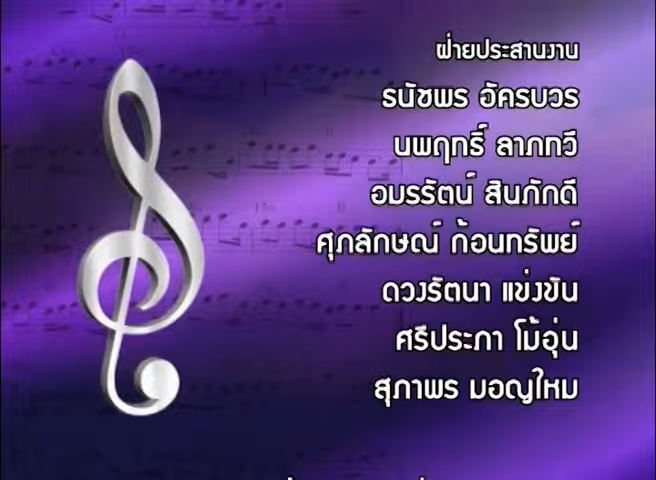 ฝ่ายประสานงาน
ธนัชพร อัครบวร
นพฤทธิ์ ลาภทวี
อมรรัตน์ สินภักดี
ศุภลักษณ์ ก้อนทรัพย์
ดวงรัตนา แข่งขัน
ศรีประภา โม้อุ่น
สุภาพร มอญใหม